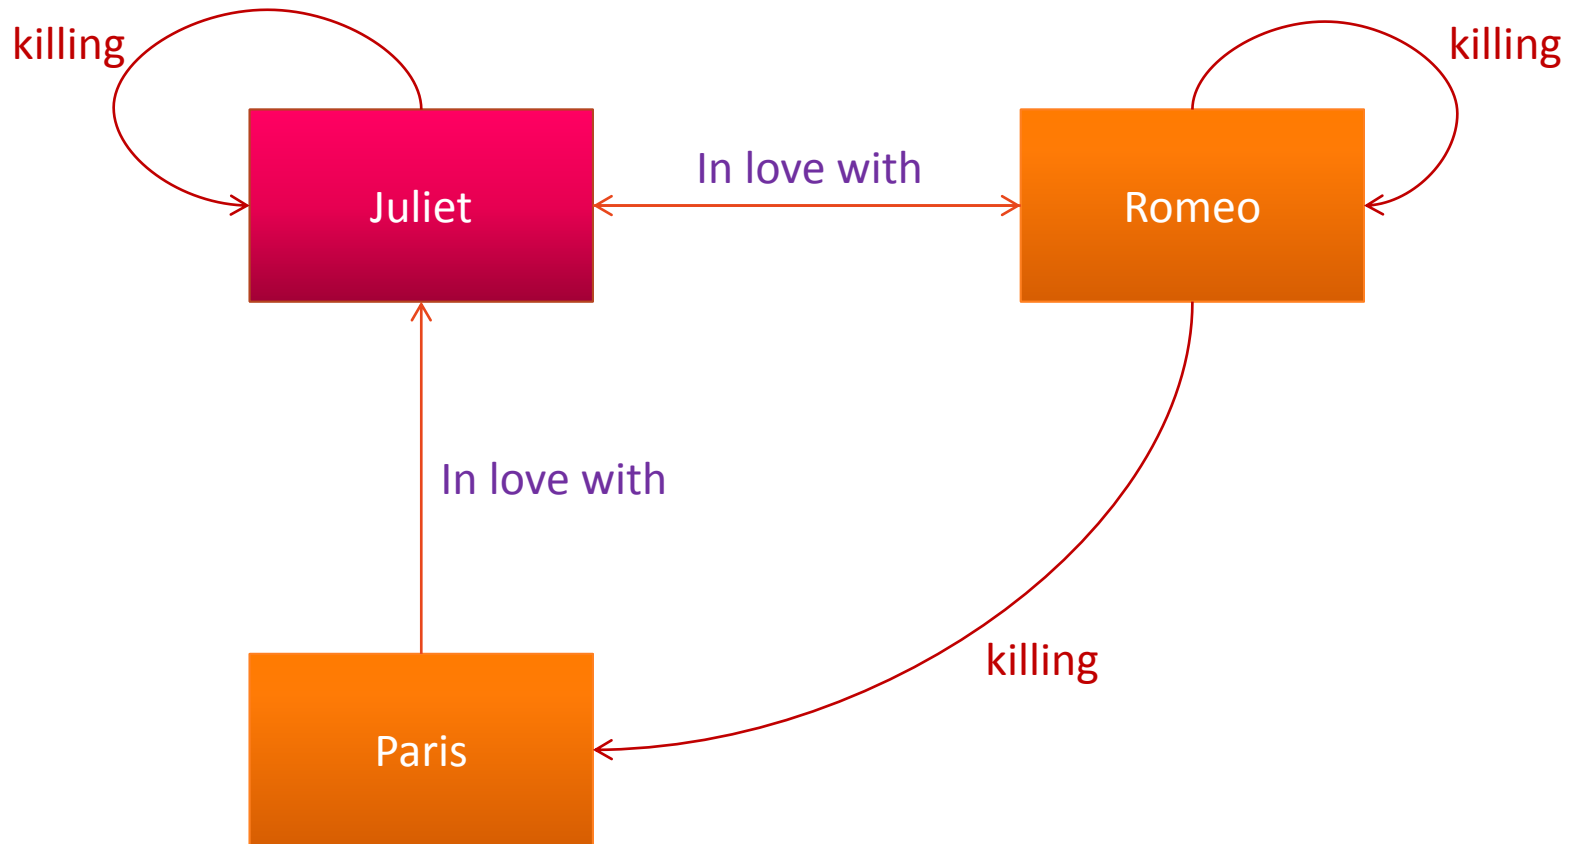 killing
killing
In love with
Juliet
Romeo
In love with
killing
Paris